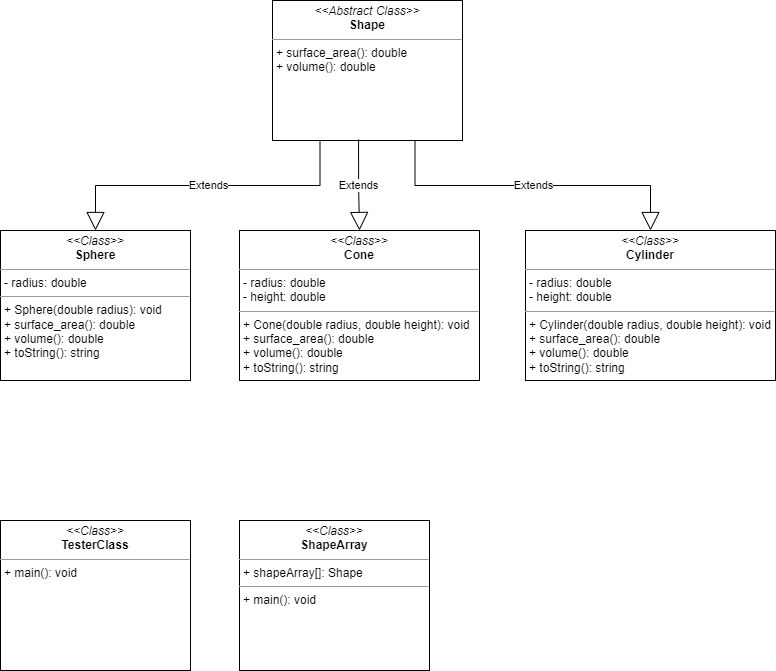 <<Abstract Class>>
Shape
+ surface_area(): double
+ volume(): double
Extends
Extends
Extends
<<Class>>
Sphere
- radius: double
+ Sphere(double radius): void
+ surface_area(): double
+ volume(): double
+ toString(): string
<<Class>>
Cone
- radius: double
- height: double
+ Cone(double radius, double height): void
+ surface_area(): double
+ volume(): double
+ toString(): string
<<Class>>
Cylinder
- radius: double
- height: double
+ Cylinder(double radius, double height): void
+ surface_area(): double
+ volume(): double
+ toString(): string
<<Class>>
TesterClass
+ main(): void
<<Class>>
ShapeArray
+ shapeArray[]: Shape
+ main(): void